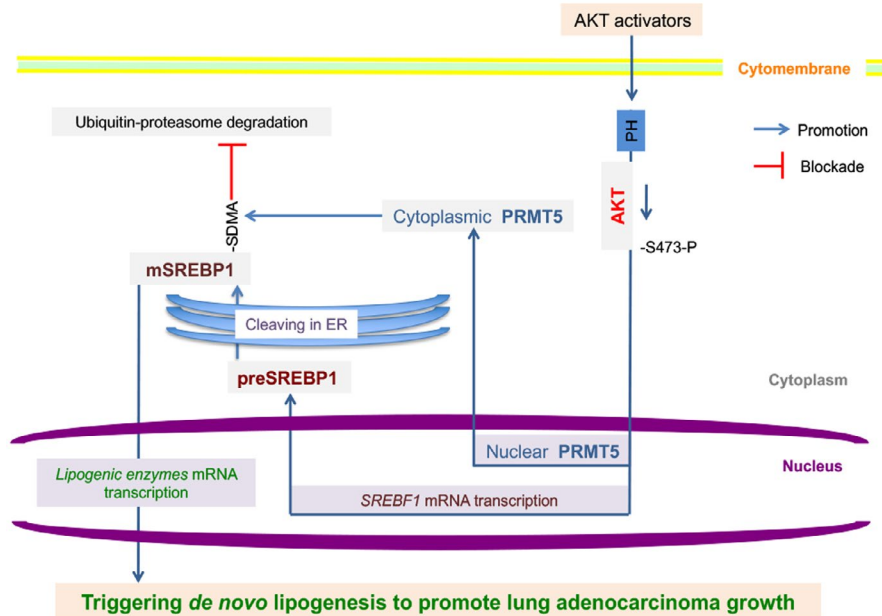 AKT activators
Cytomembrane
Ubiquitin-proteasome degradation
PH
Promotion
Blockade
-SDMA
Cytoplasmic PRMT5
AKT
-S473-P
mSREBP1
Cleaving in ER
preSREBP1
Cytoplasm
Nuclear PRMT5
Nucleus
Lipogenic enzymes mRNA
transcription
SREBF1 mRNA transcription
Triggering de novo lipogenesis to promote lung adenocarcinoma growth